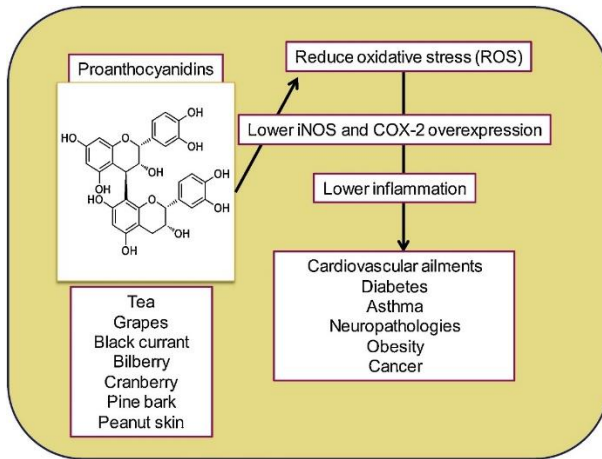 Proanthocyanidins
OH
OH
HO
O
OH
OH
OH
HO
O
OH
OH
OH
OH
Tea
Grapes
Black currant
Bilberry
Cranberry
Pine bark
Peanut skin
Reduce oxidative stress (ROS)
Lower iNOS and COX-2 overexpression
Lower inflammation
Cardiovascular ailments
Diabetes
Asthma
Neuropathologies
Obesity
Cancer